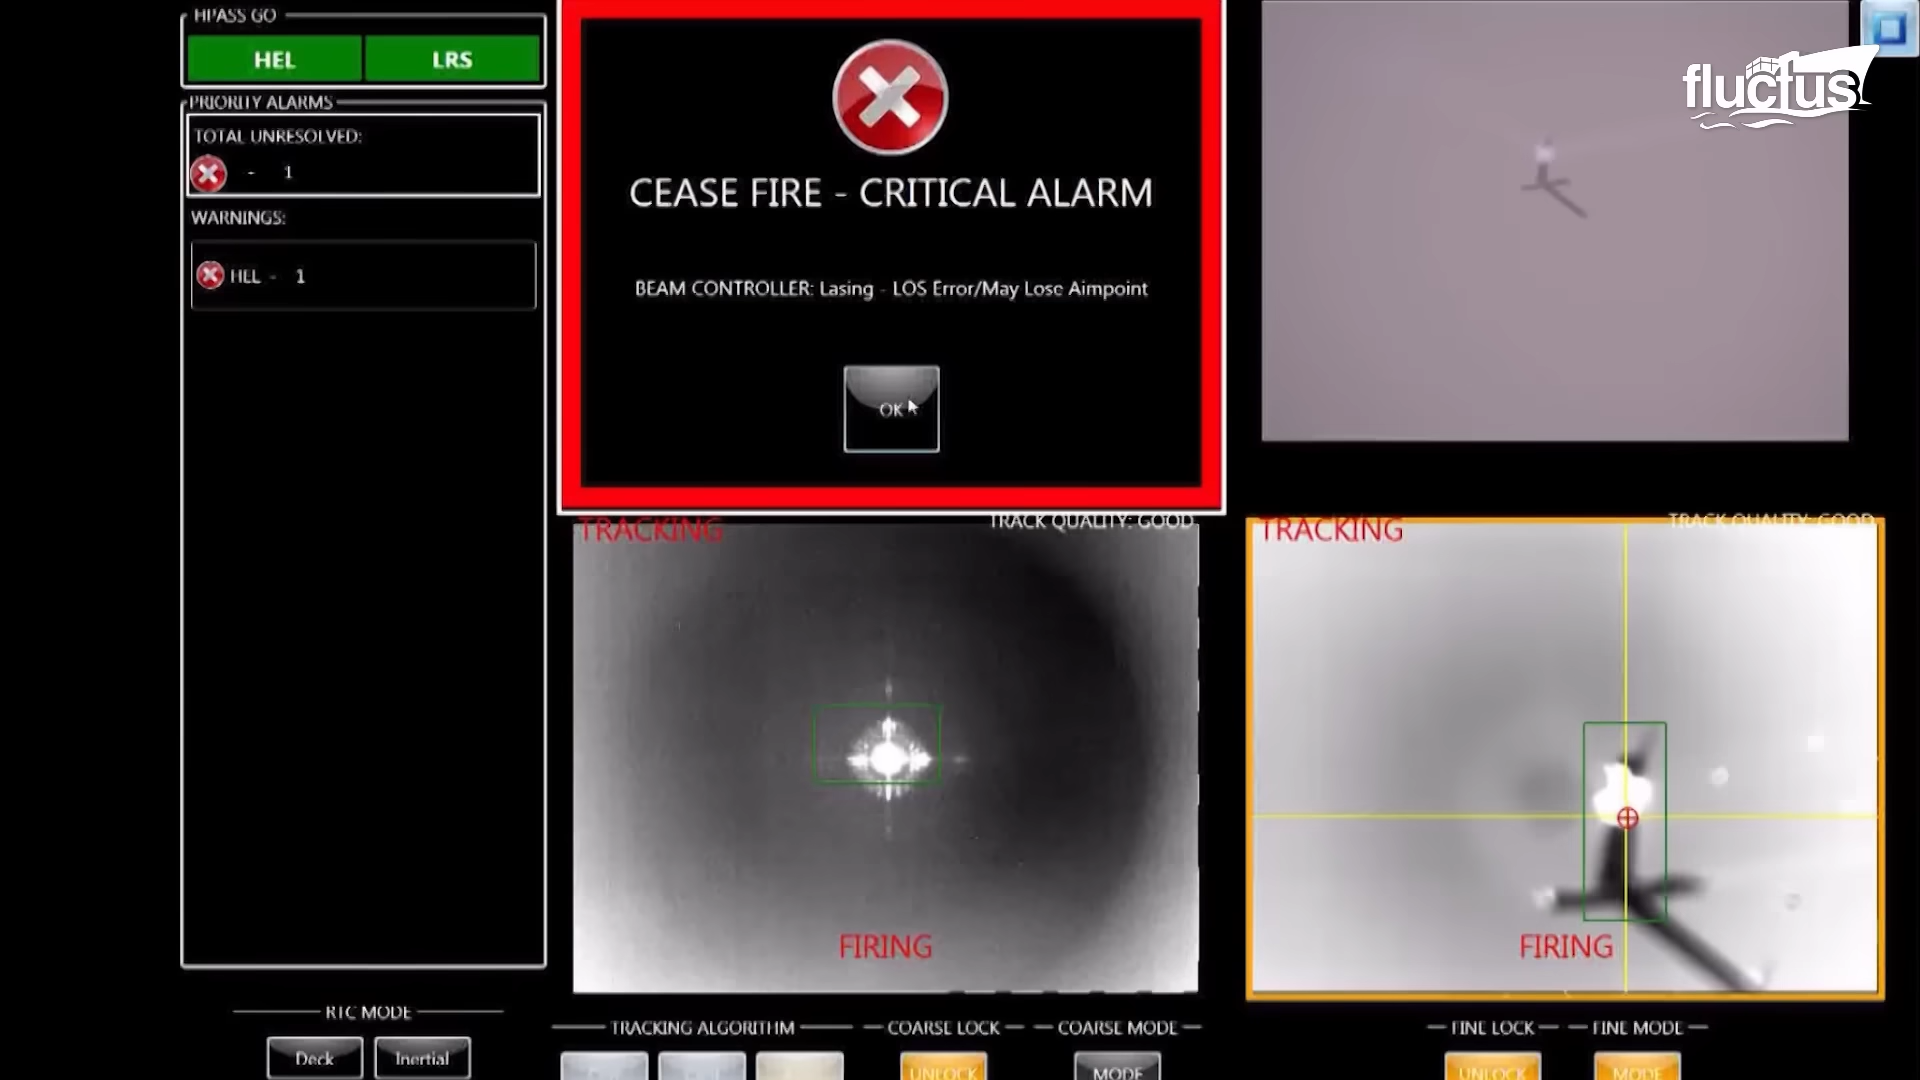 HPASS GO
HEL
LRS
PRIORITY ALARMS
TOTAL UNRESOLVED:
- 1
WARNINGS:
HEL - 1
CEASE FIRE - CRITICAL ALARM
BEAM CONTROLLER: Lasing - LOS Error/May Lose Aimpoint
OK
fluctus
TRACKING
TRACK QUALITY: GOOD
FIRING
TRACKING
TRACK QUALITY: GOOD
FIRING
RTC MODE
Deck
Inertial
TRACKING ALGORITHM
COARSE LOCK
COARSE MODE
UNLOCK
MODE
FINE LOCK
FINE MODE
UNLOCK
MODE